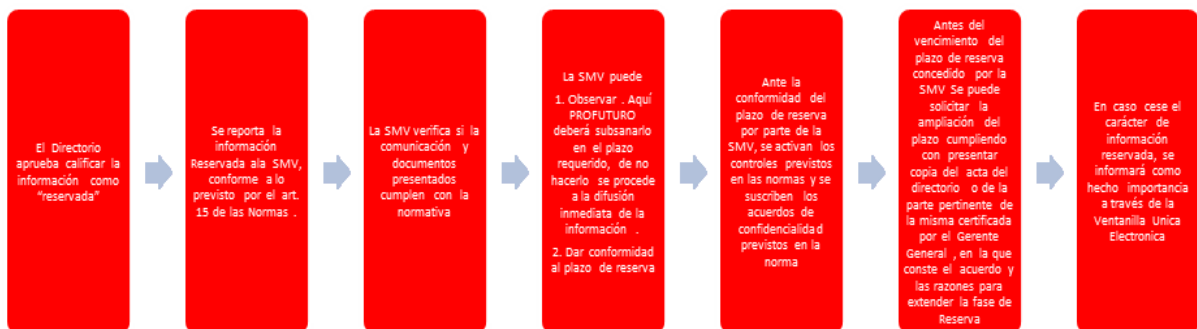 El Directorio
aprueba calificar la
información como
“reservada”
Se reporta la
información
Reservada ala SMV,
conforme a lo
previsto por el art.
15 de las Normas .
La SMV verifica si la
comunicación y
documentos
presentados
cumplen con la
normativa
La SMV puede
1. Observar . Aquí
PROFUTURO
deberá subsanarlo
en el plazo
requerido, de no
hacerlo se procede
a la difusión
inmediata de la
información .
2. Dar conformidad
al plazo de reserva
Ante la
conformidad del
plazo de reserva
por parte de la
SMV, se activan los
controles previstos
en las normas y se
suscriben los
acuerdos de
confidencialidad
previstos en la
norma
Antes del
vencimiento del
plazo de reserva
concedido por la
SMV Se puede
solicitar la
ampliación del
plazo cumpliendo
con presentar
copia del acta del
directorio o de la
parte pertinente de
la misma certificada
por el Gerente
General , en la que
conste el acuerdo y
las razones para
extender la fase de
Reserva
En caso cese el
carácter de
información
reservada, se
informará como
hecho importancia
a través de la
Ventanilla Unica
Electronica